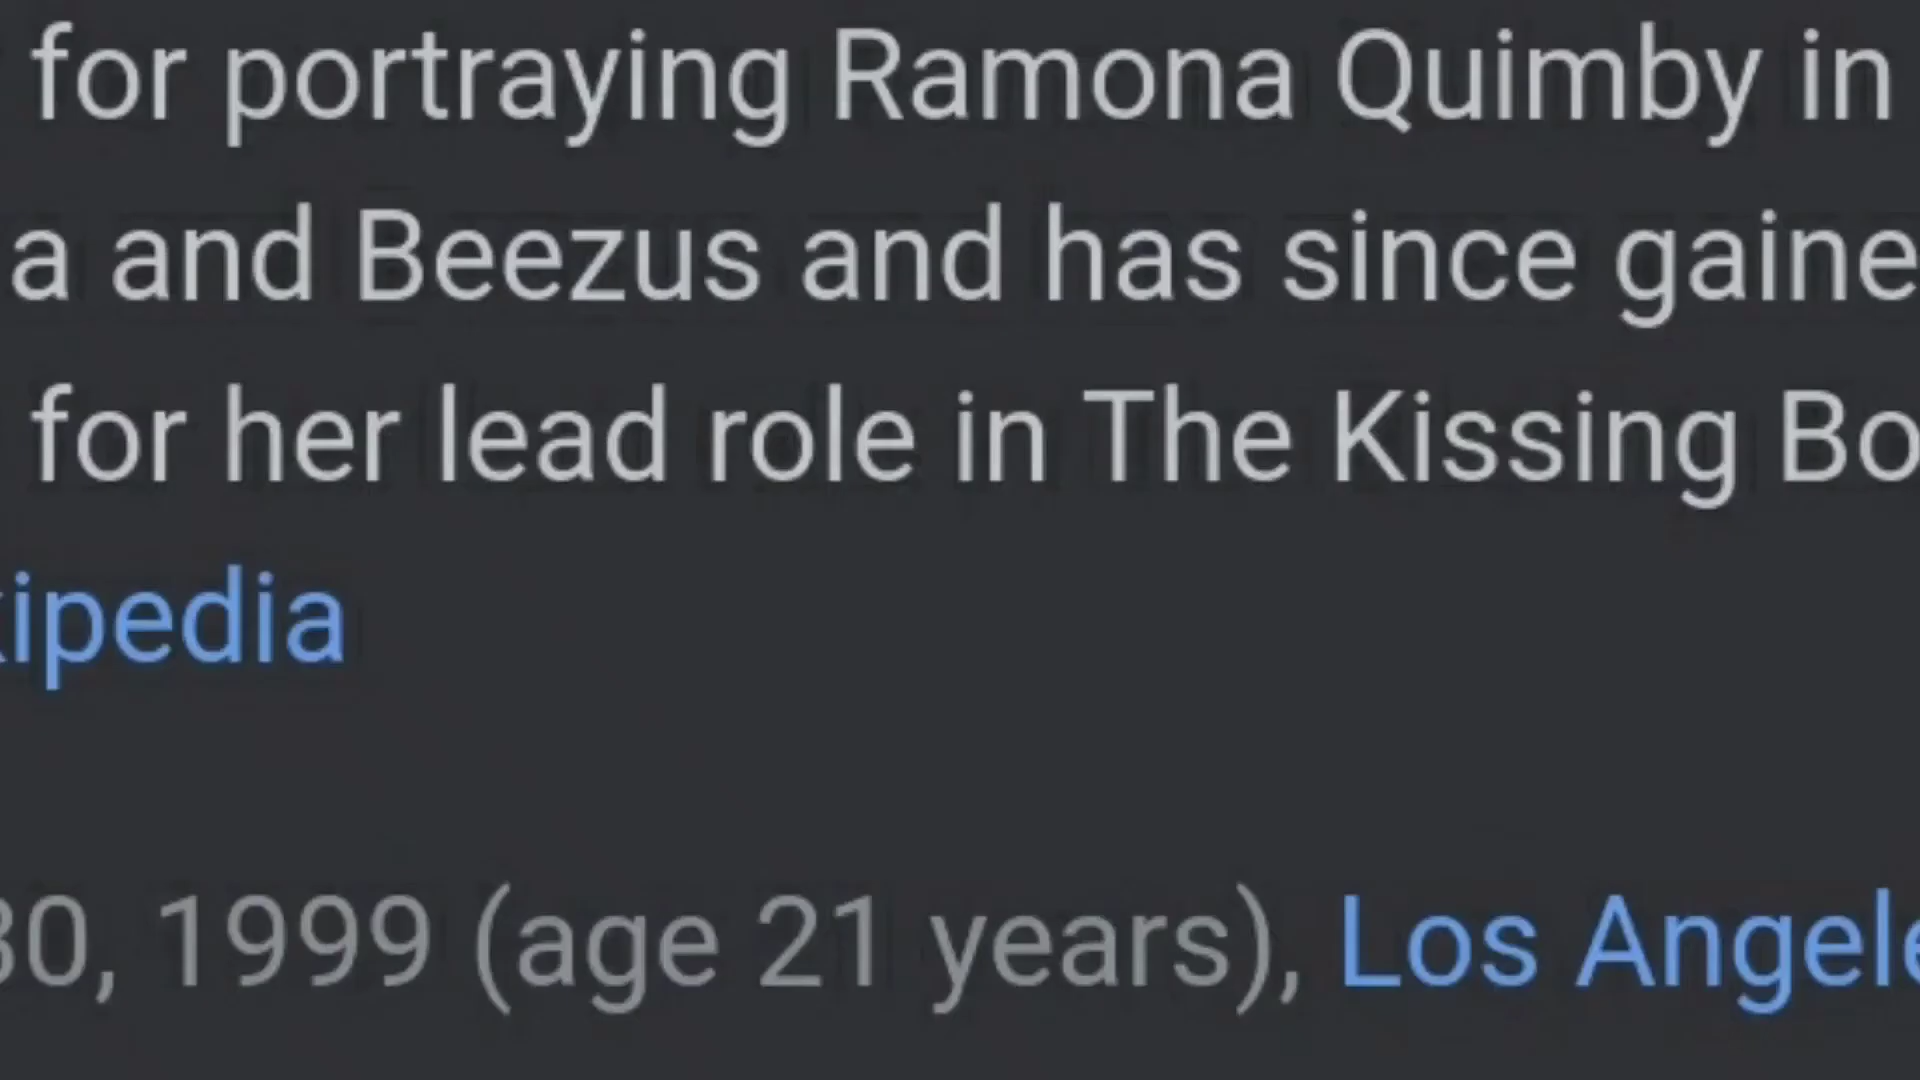 for portraying Ramona Quimby in
a and Beezus and has since gaine
for her lead role in The Kissing Bo
ipedia
30, 1999 (age 21 years), Los Angele